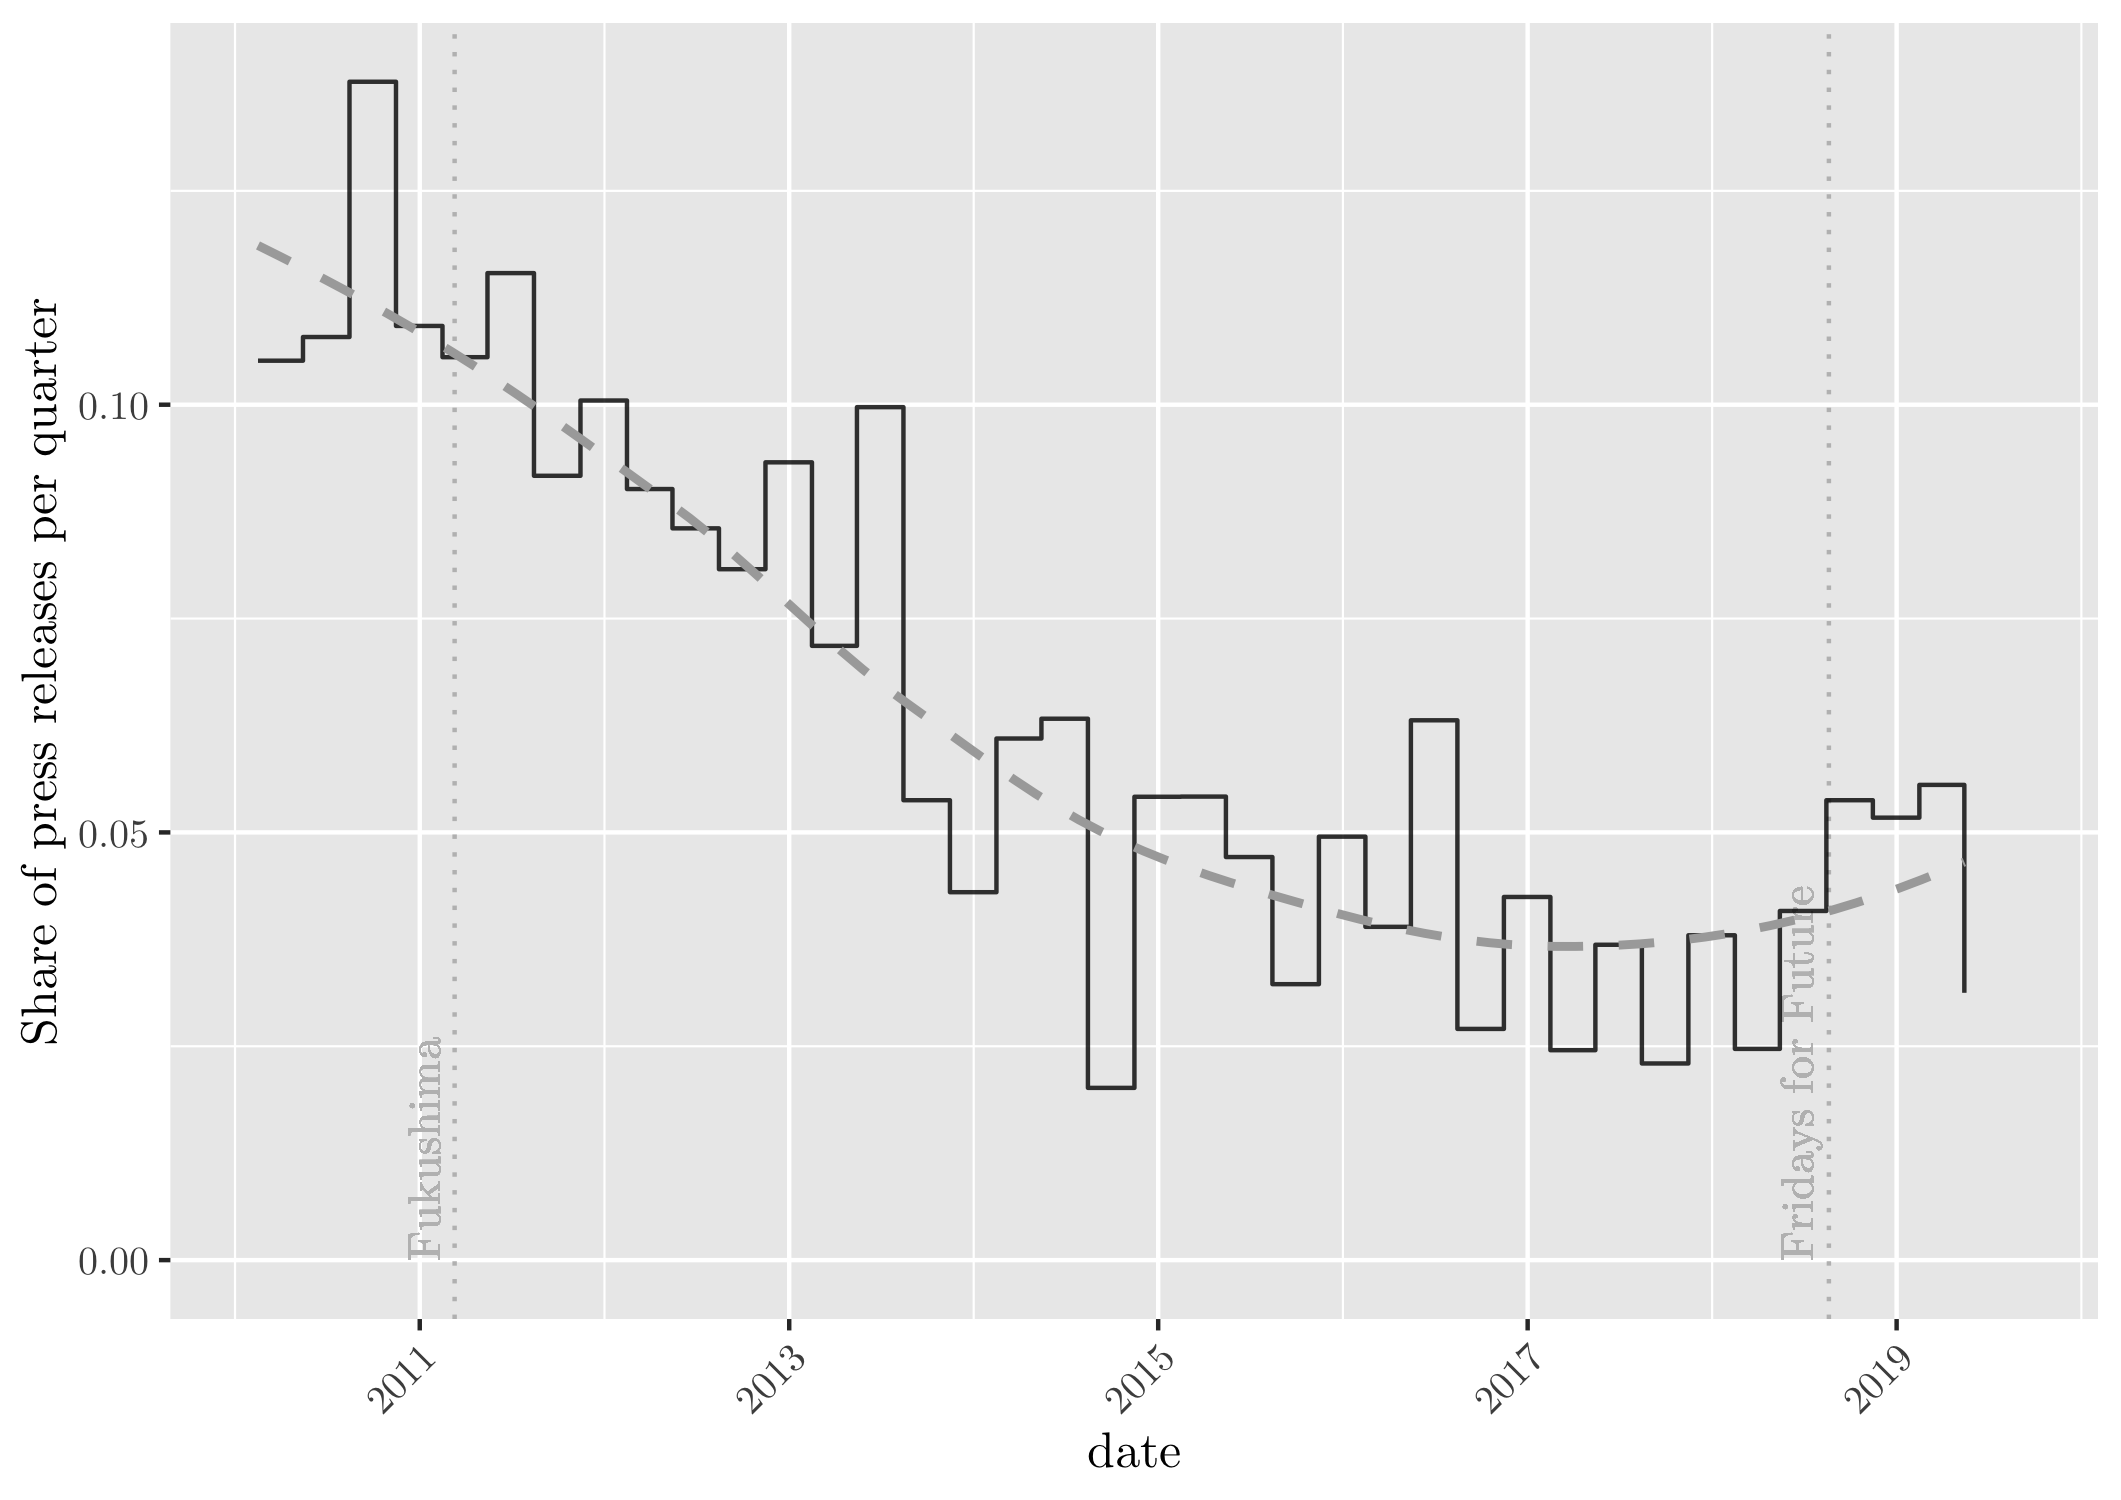 Share of press releases per quarter
0.10
0.05
0.00
Fukushima
Fridays for Future
2011
2013
2015
2017
2019
date